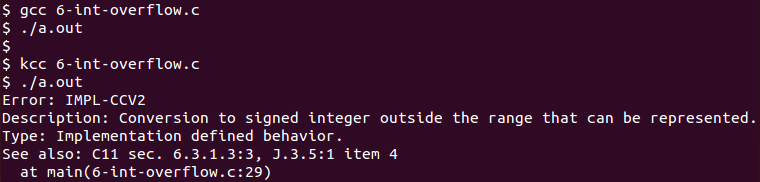 $ gcc 6-int-overflow.c
$ ./a.out
$
$ kcc 6-int-overflow.c
$ ./a.out
Error: IMPL-CCV2
Description: Conversion to signed integer outside the range that can be represented.
Type: Implementation defined behavior.
See also: C11 sec. 6.3.1.3:3, J.3.5:1 item 4
  at main(6-int-overflow.c:29)